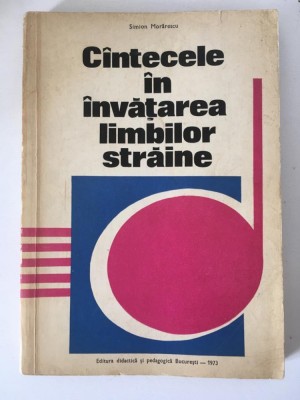 Simion Morărescu
Cîntecele
în
învățarea
limbilor
străine
Editura didactică și pedagogică București — 1973